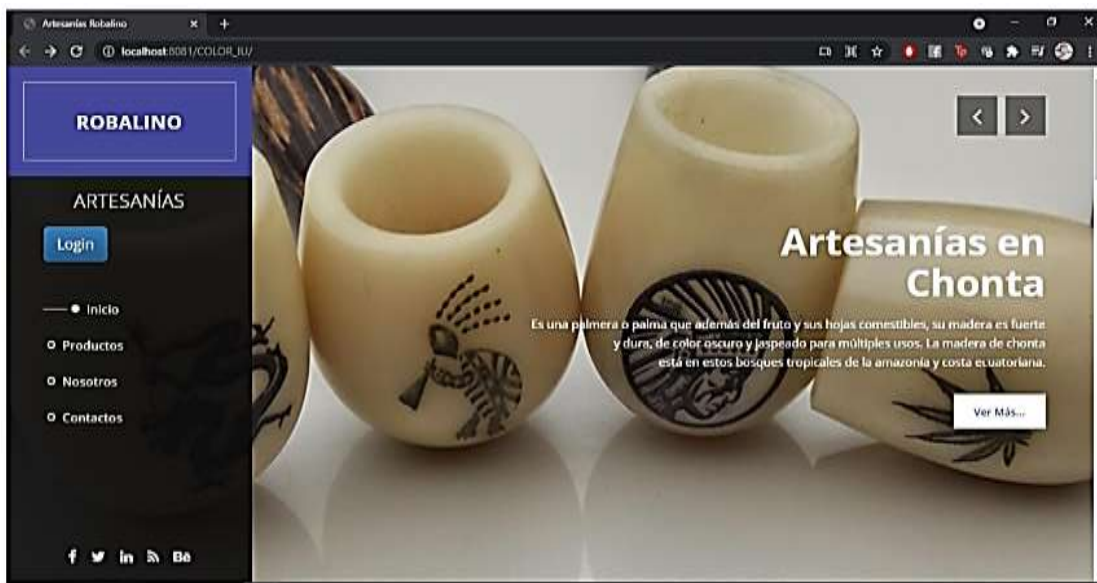 Artesanías Robalino
localhost:8081/COLOR_IU/
ROBALINO
ARTESANÍAS
Login
Inicio
Productos
Nosotros
Contactos
Artesanías en
Chonta
Es una palmera o palma que además del fruto y sus hojas comestibles, su madera es fuerte
y dura, de color oscuro y jaspeado para múltiples usos. La madera de chonta
está en estos bosques tropicales de la amazonía y costa ecuatoriana.
Ver Más...